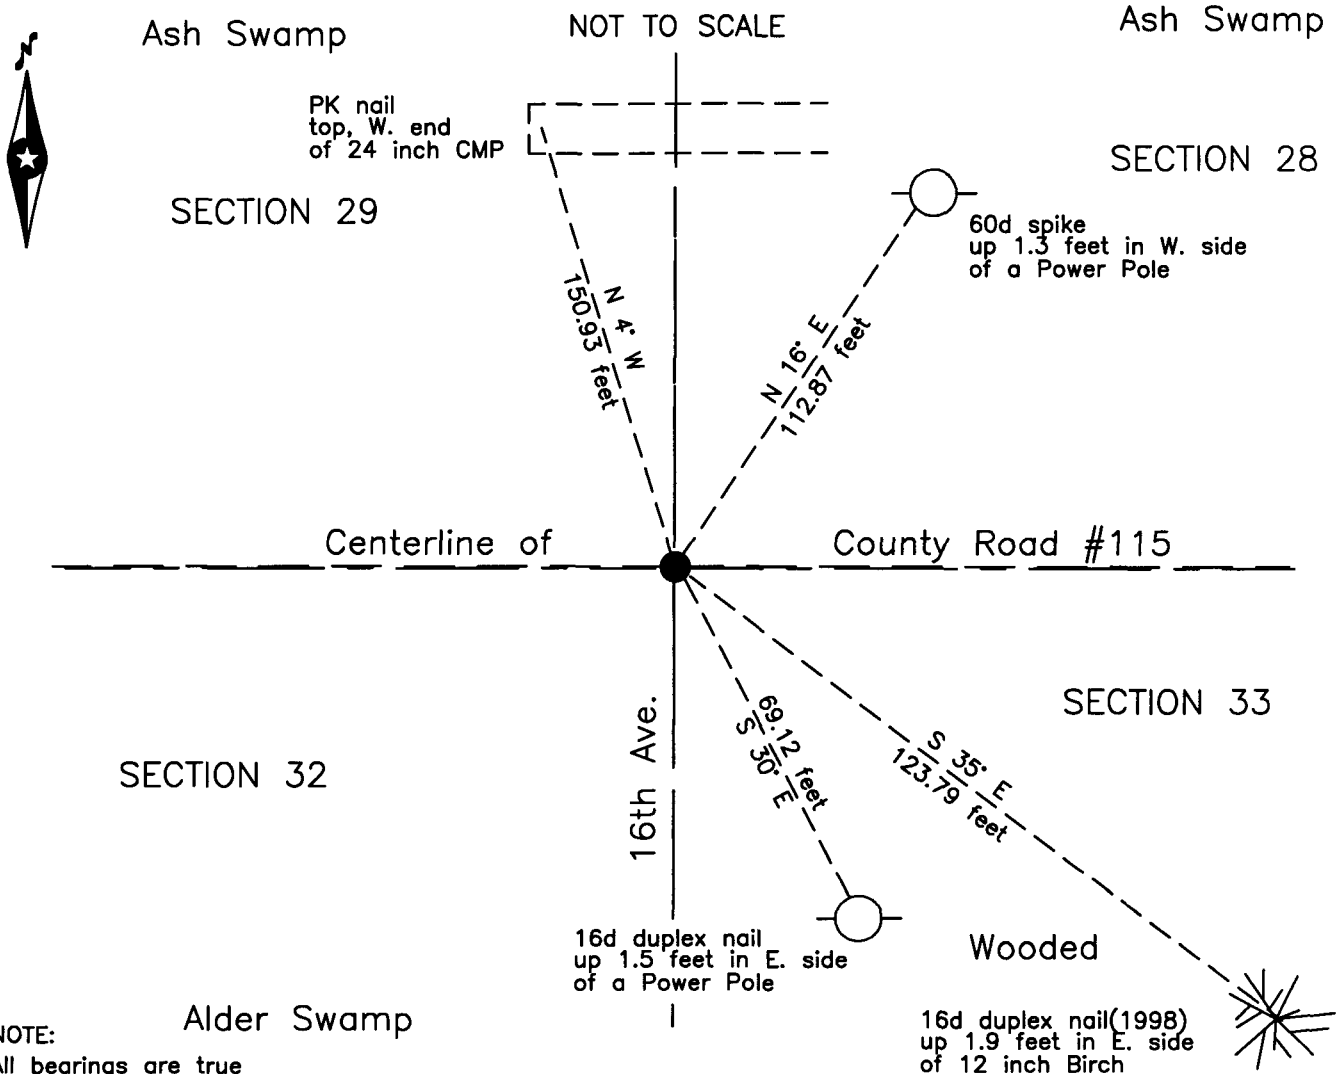 N
Ash Swamp
NOT TO SCALE
Ash Swamp
PK nail
top, W. end
of 24 inch CMP
SECTION 28
SECTION 29
60d spike
up 1.3 feet in W. side
of a Power Pole
N 4° W
150.93 feet
N 16° E
112.87 feet
Centerline of County Road #115
SECTION 33
SECTION 32
16th Ave.
69.12 feet
S 30° E
S 35° E
123.79 feet
16d duplex nail
up 1.5 feet in E. side
of a Power Pole
Wooded
16d duplex nail(1998)
up 1.9 feet in E. side
of 12 inch Birch
Alder Swamp
NOTE:
All bearings are true